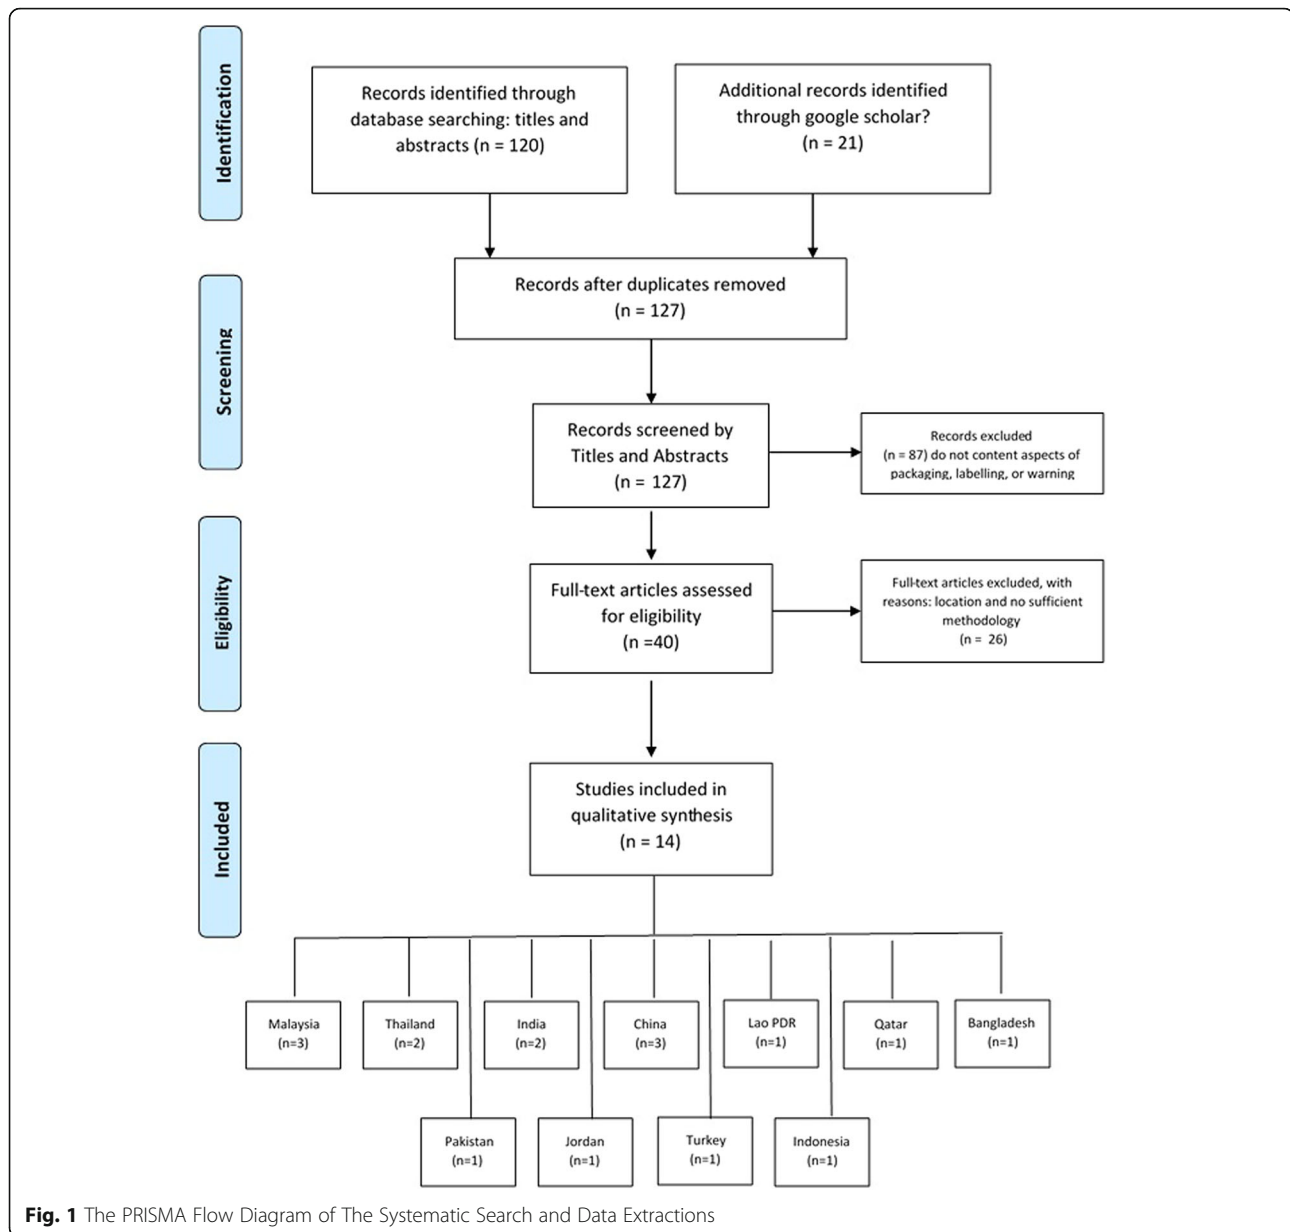 Identification
Records identified through
database searching: titles and
abstracts (n = 120)
Additional records identified
through google scholar?
(n = 21)
Records after duplicates removed
(n = 127)
Screening
Records screened by
Titles and Abstracts
(n = 127)
Records excluded
(n = 87) do not content aspects of
packaging, labelling, or warning
Eligibility
Full-text articles assessed
for eligibility
(n =40)
Full-text articles excluded, with
reasons: location and no sufficient
methodology
(n = 26)
Included
Studies included in
qualitative synthesis
(n = 14)
Malaysia
(n=3)
Thailand
(n=2)
India
(n=2)
China
(n=3)
Lao PDR
(n=1)
Qatar
(n=1)
Bangladesh
(n=1)
Pakistan
(n=1)
Jordan
(n=1)
Turkey
(n=1)
Indonesia
(n=1)
Fig. 1 The PRISMA Flow Diagram of The Systematic Search and Data Extractions